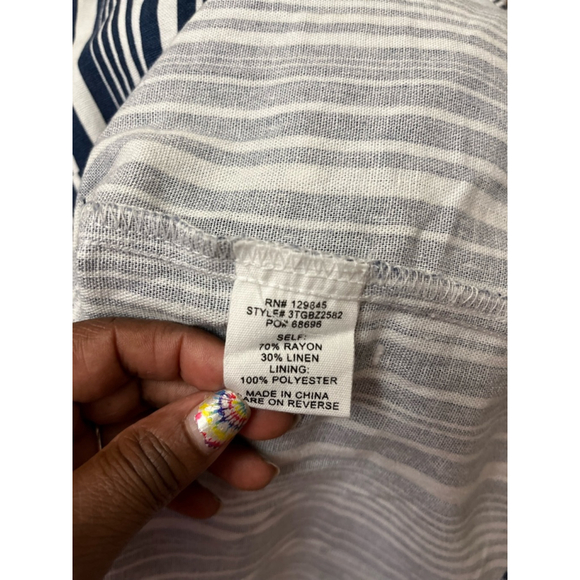 RN# 129845
STYLE# 3TGBZ2582
PO# 68696
SELF:
70% RAYON
30% LINEN
LINING:
100% POLYESTER
MADE IN CHINA
ARE ON REVERSE